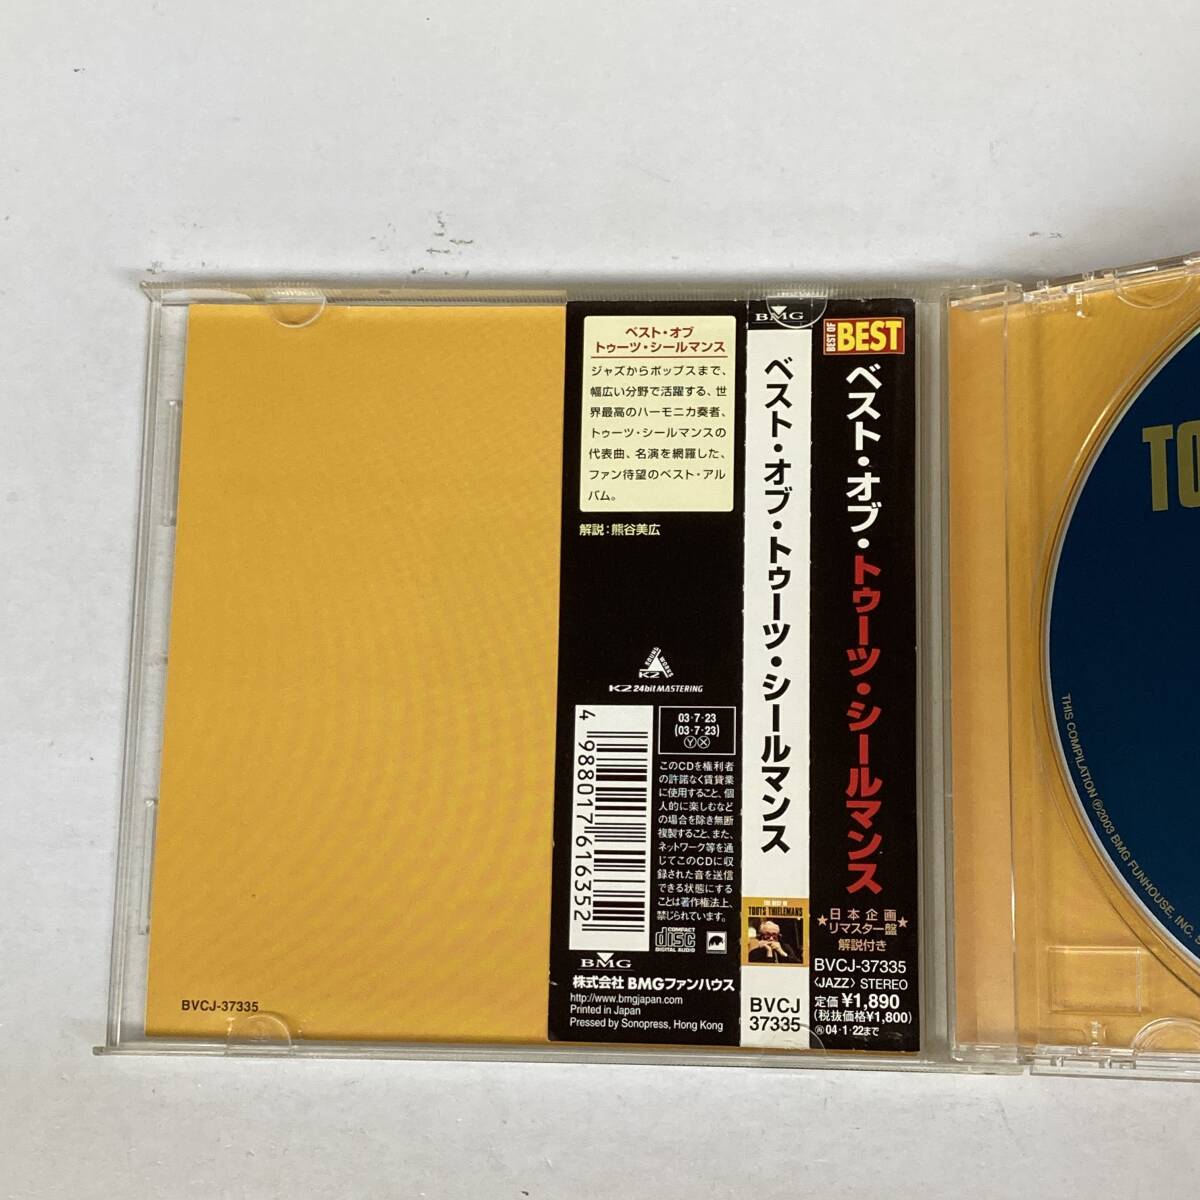 BVCJ-37335
ベスト・オブ
トゥーツ・シールマンス
ジャズからポップスまで、
幅広い分野で活躍する、世
界最高のハーモニカ奏者、
トゥーツ・シールマンスの
代表曲、名演を網羅した、
ファン待望のベスト・アル
バム。
解説:熊谷美広
SOUND WORKS
K2
K2 24bit MASTERING
4 988017 616352
03・7・23
(03・7・23)
Ⓨ Ⓧ
このCDを権利者
の許諾なく賃貸業
に使用すること、個
人的に楽しむなど
の場合を除き無断
複製すること、また、
ネットワーク等を通
じてこのCDに収
録された音を送信
できる状態にする
ことは著作権法上、
禁じられています。
COMPACT
disc
DIGITAL AUDIO
BMG
株式会社 BMGファンハウス
http://www.bmgjapan.com
Printed in Japan
Pressed by Sonopress, Hong Kong
BMG
ベスト・オブ・トゥーツ・シールマンス
THE BEST OF
TOOTS THIELEMANS
BVCJ
37335
BEST OF
BEST
ベスト・オブ・トゥーツ・シールマンス
★日本企画★
リマスター盤
解説付き
BVCJ-37335
〈JAZZ〉 STEREO
定価 ¥1,890
(税抜価格¥1,800)
㋐04・1・22まで
TO
THIS COMPILATION ℗2003 BMG FUNHOUSE, INC.